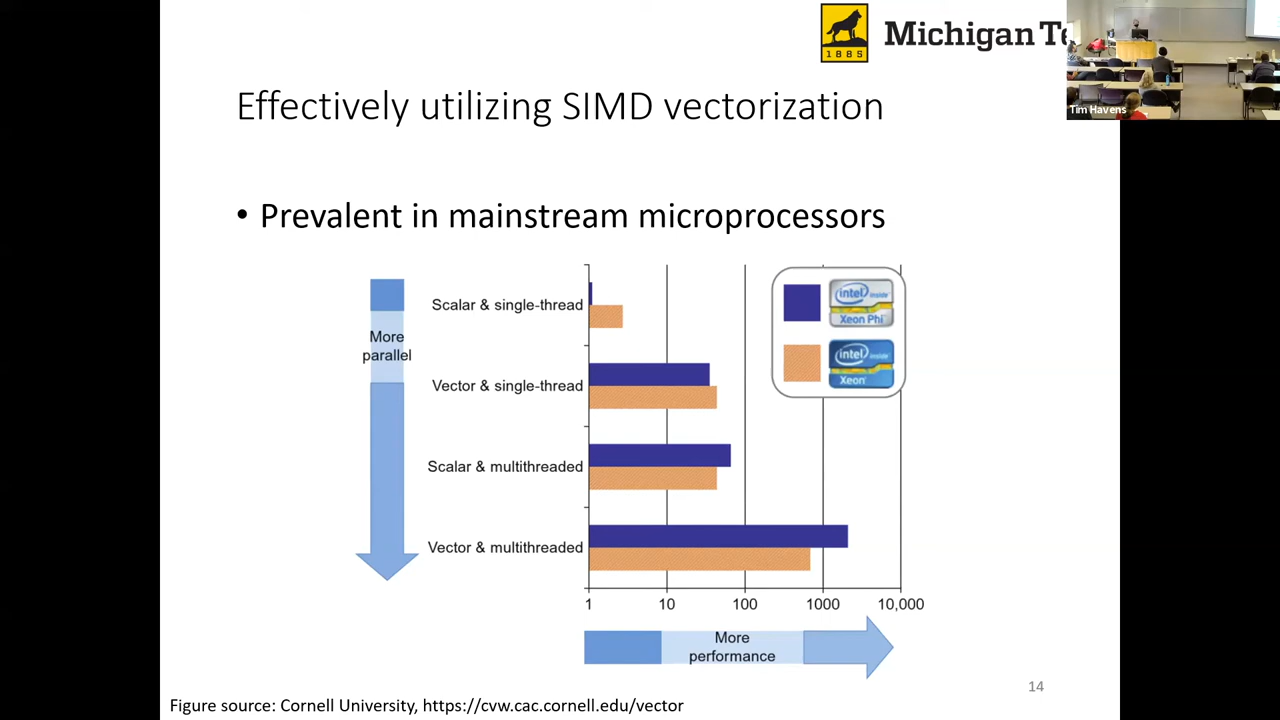 1885
Michigan Te
Tim Havens
Effectively utilizing SIMD vectorization
• Prevalent in mainstream microprocessors
More
parallel
Scalar & single-thread
Vector & single-thread
Scalar & multithreaded
Vector & multithreaded
intel inside
Xeon Phi
intel inside
Xeon
1 10 100 1000 10,000
More
performance
14
Figure source: Cornell University, https://cvw.cac.cornell.edu/vector